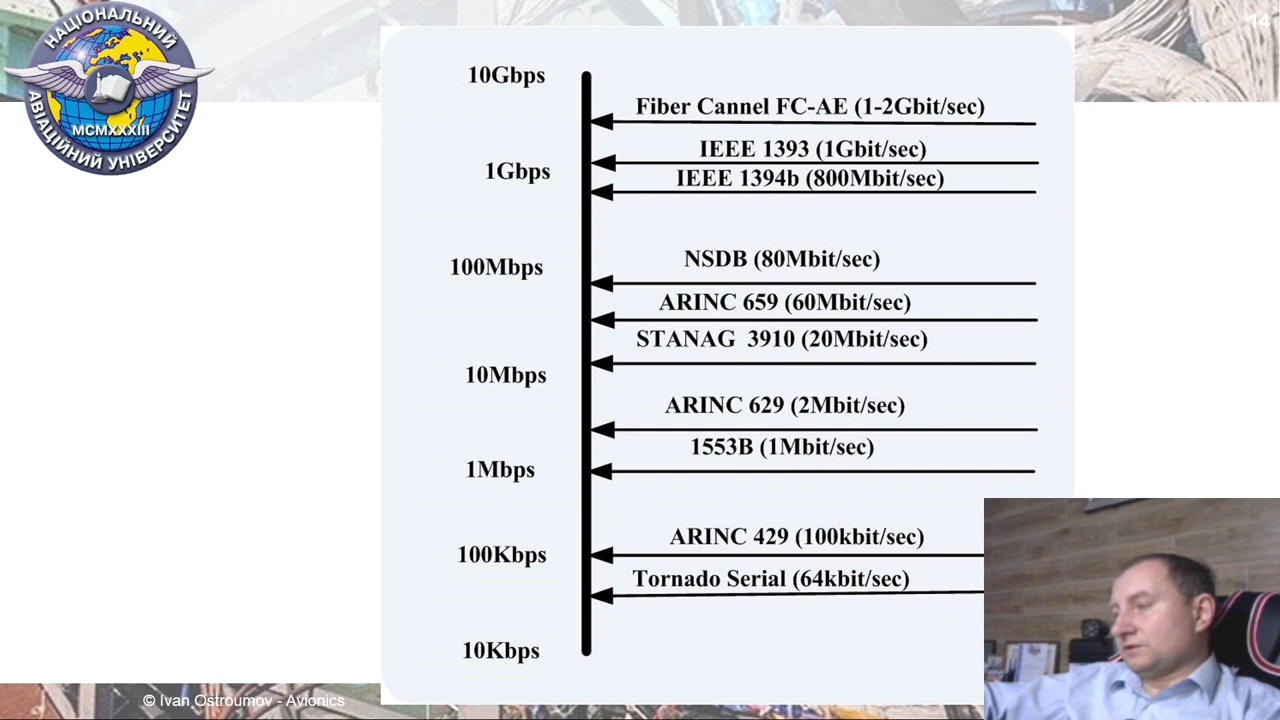 НАЦІОНАЛЬНИЙ
АВІАЦІЙНИЙ УНІВЕРСИТЕТ
MCMXXXIII
14
10Gbps
Fiber Cannel FC-AE (1-2Gbit/sec)
IEEE 1393 (1Gbit/sec)
1Gbps
IEEE 1394b (800Mbit/sec)
NSDB (80Mbit/sec)
100Mbps
ARINC 659 (60Mbit/sec)
STANAG 3910 (20Mbit/sec)
10Mbps
ARINC 629 (2Mbit/sec)
1553B (1Mbit/sec)
1Mbps
ARINC 429 (100kbit/sec)
100Kbps
Tornado Serial (64kbit/sec)
10Kbps
© Ivan Ostroumov - Avionics